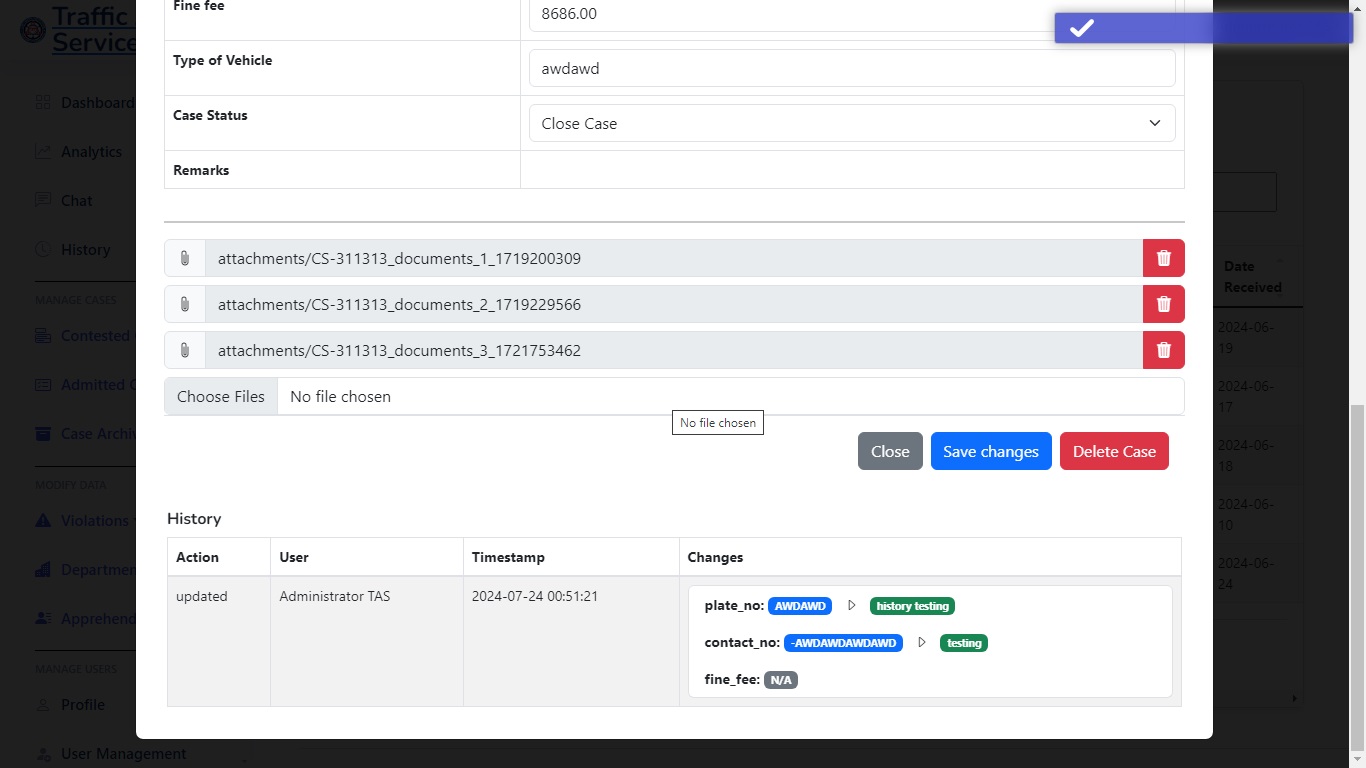 Traffic
Service
Fine fee
8686.00
Type of Vehicle
awdawd
Dashboard
Case Status
Close Case
Analytics
Remarks
Chat
History
attachments/CS-311313_documents_1_1719200309
Date
Received
MANAGE CASES
attachments/CS-311313_documents_2_1719229566
Contested
2024-06-
19
attachments/CS-311313_documents_3_1721753462
Admitted C
2024-06-
17
Choose Files No file chosen
No file chosen
Case Archiv
2024-06-
18
Close Save changes Delete Case
MODIFY DATA
2024-06-
10
Violations
History
Departmen
2024-06-
24
Action User Timestamp Changes
updated Administrator TAS 2024-07-24 00:51:21
plate_no: AWDAWD history testing
Apprehend
contact_no: -AWDAWDAWDAWD testing
MANAGE USERS
fine_fee: N/A
Profile
User Management